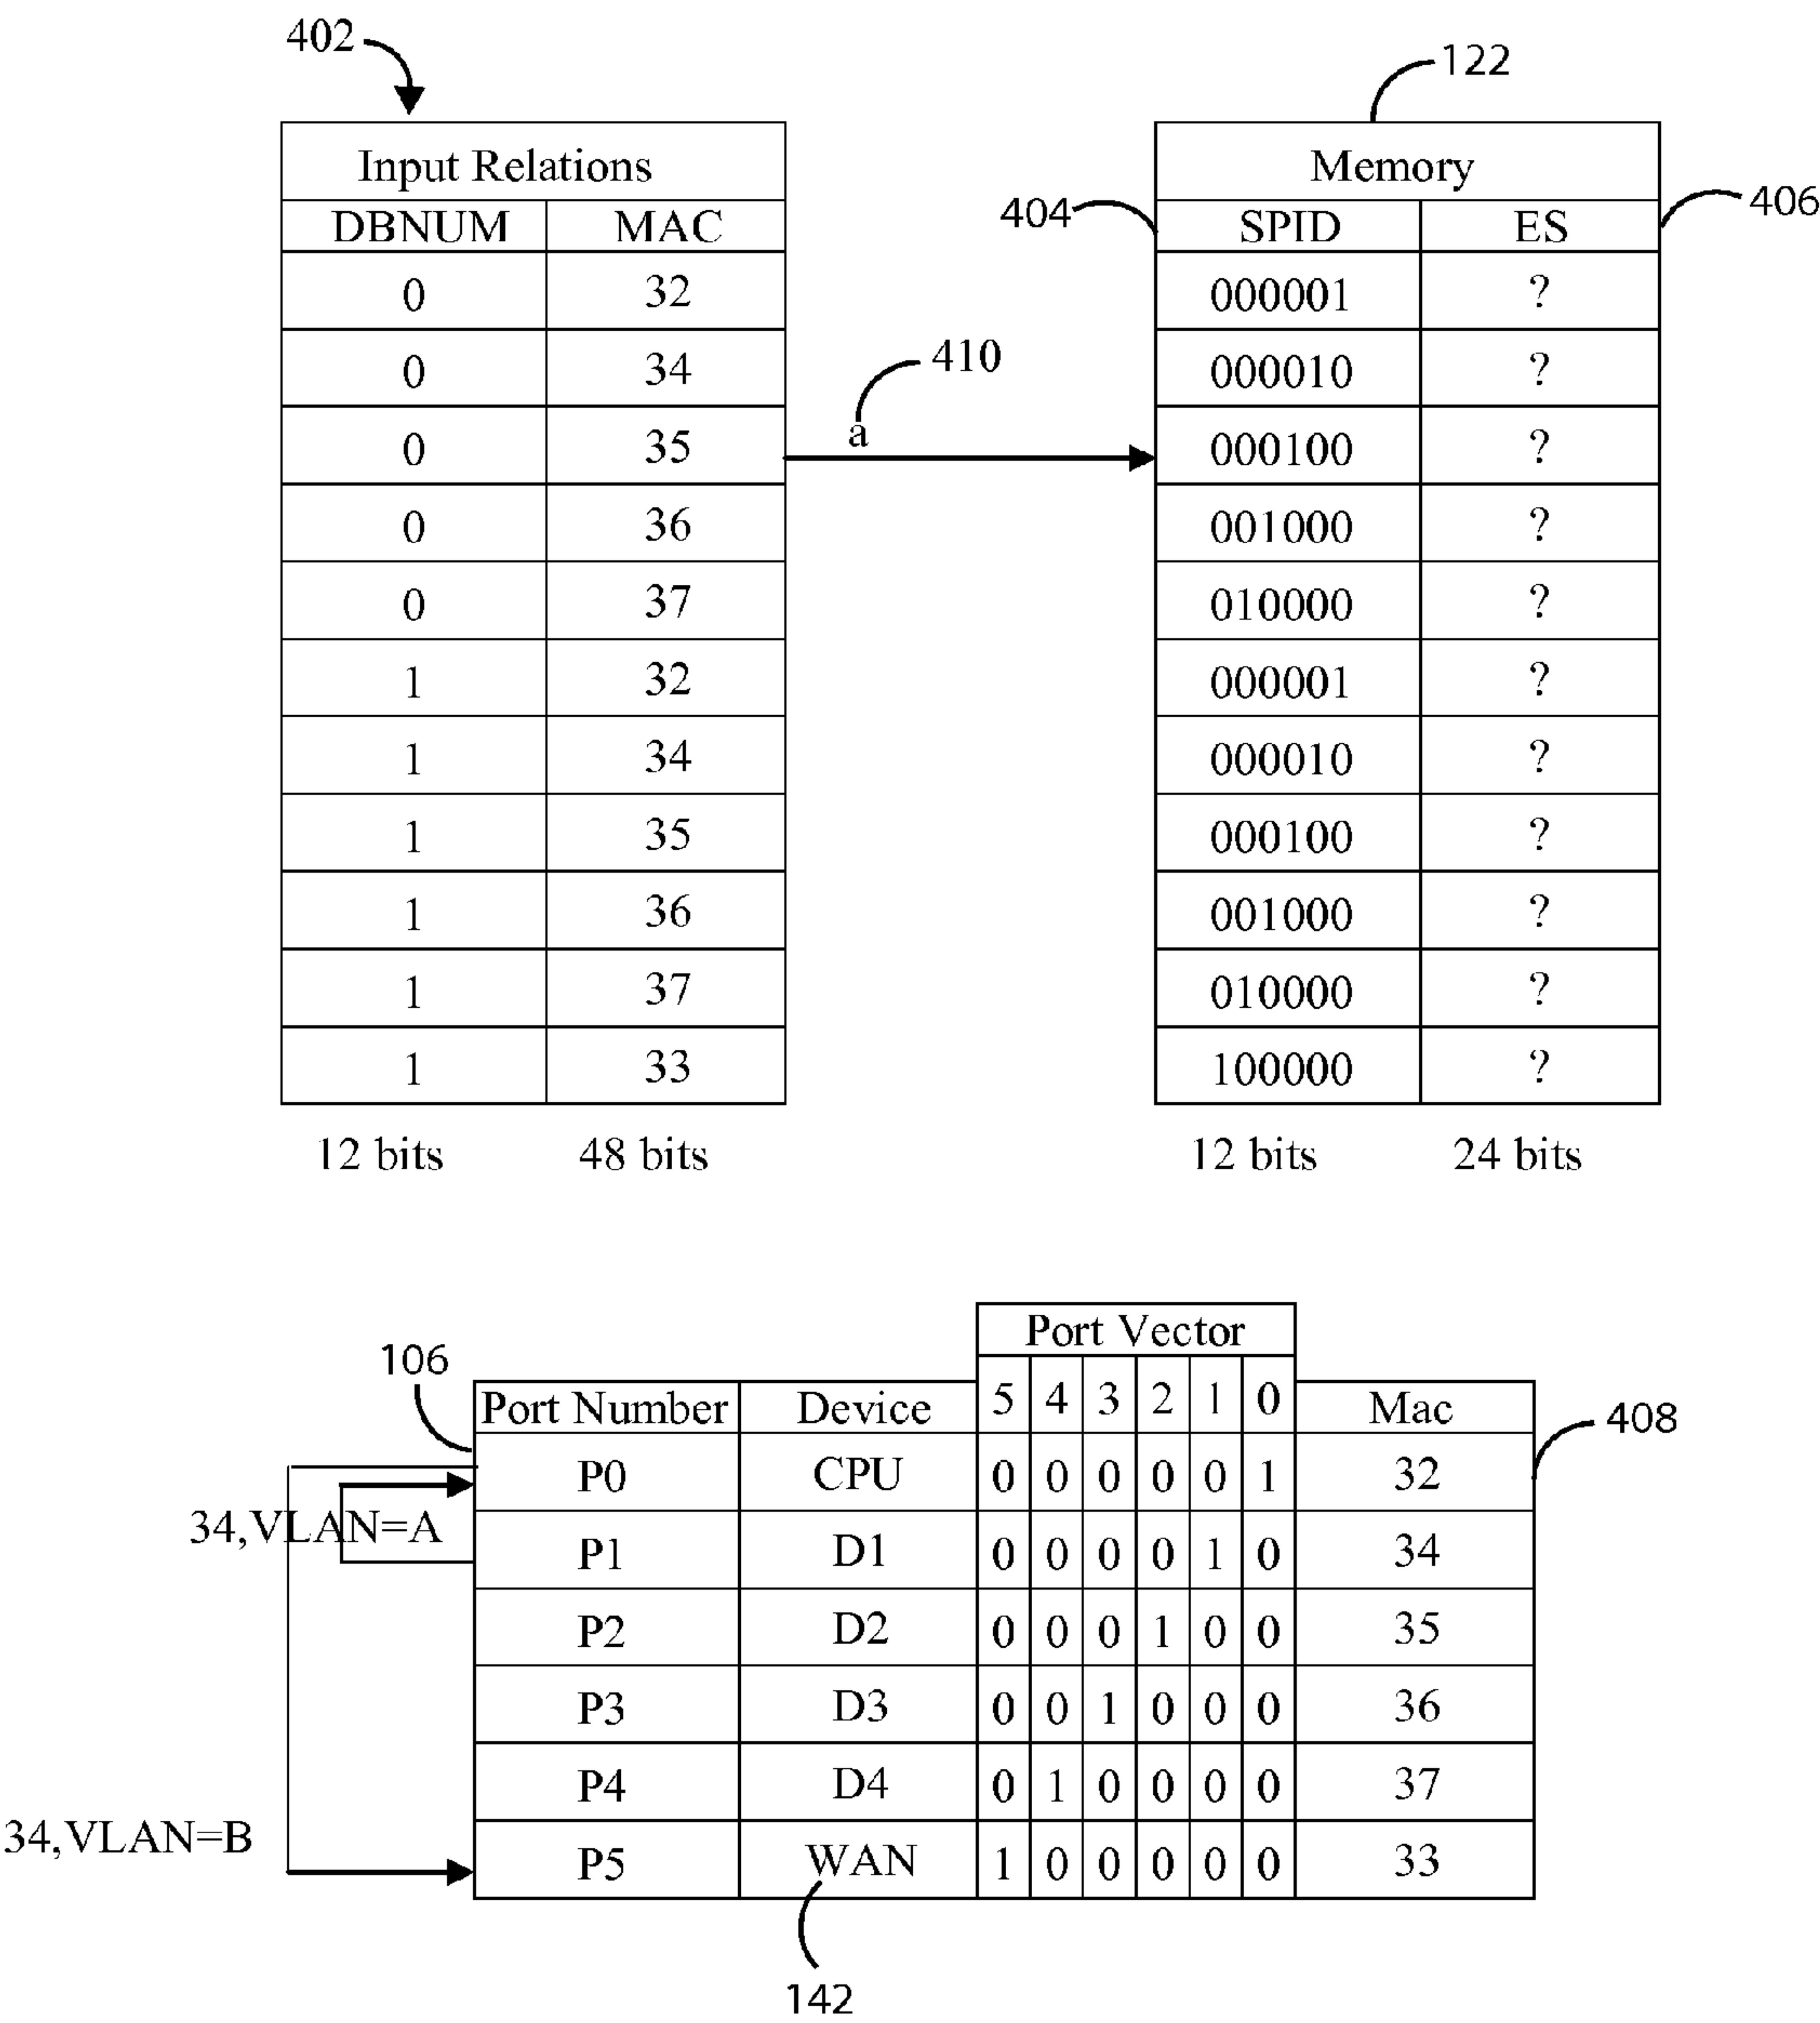 402
122
Input Relations
Memory
404
406
DBNUM MAC
SPID ES
0 32
000001 ?
0 34
000010 ?
410
a
0 35
000100 ?
0 36
001000 ?
0 37
010000 ?
1 32
000001 ?
1 34
000010 ?
1 35
000100 ?
1 36
001000 ?
1 37
010000 ?
1 33
100000 ?
12 bits 48 bits
12 bits 24 bits
Port Vector
106
Port Number Device 5 4 3 2 1 0 Mac
408
P0 CPU 0 0 0 0 0 1 32
34,VLAN=A
P1 D1 0 0 0 0 1 0 34
P2 D2 0 0 0 1 0 0 35
P3 D3 0 0 1 0 0 0 36
P4 D4 0 1 0 0 0 0 37
34,VLAN=B
P5 WAN 1 0 0 0 0 0 33
142